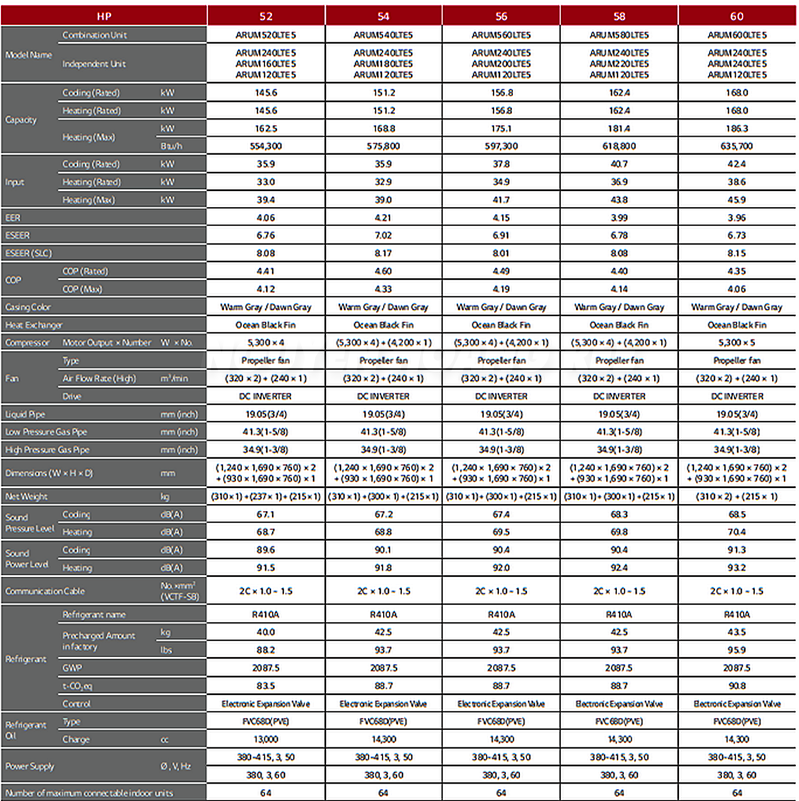 HP 52 54 56 58 60
Model Name Combination Unit ARUM520LTE5 ARUM540LTE5 ARUM560LTE5 ARUM580LTE5 ARUM600LTE5
Independent Unit ARUM240LTE5 ARUM240LTE5 ARUM240LTE5 ARUM240LTE5 ARUM240LTE5
ARUM160LTE5 ARUM180LTE5 ARUM200LTE5 ARUM220LTE5 ARUM240LTE5
ARUM120LTE5 ARUM120LTE5 ARUM120LTE5 ARUM120LTE5 ARUM120LTE5
Capacity Cooling (Rated) kW 145.6 151.2 156.8 162.4 168.0
Heating (Rated) kW 145.6 151.2 156.8 162.4 168.0
Heating (Max) kW 162.5 168.8 175.1 181.4 186.3
Btu/h 554,300 575,800 597,300 618,800 635,700
Input Cooling (Rated) kW 35.9 35.9 37.8 40.7 42.4
Heating (Rated) kW 33.0 32.9 34.9 36.9 38.6
Heating (Max) kW 39.4 39.0 41.7 43.8 45.9
EER 4.06 4.21 4.15 3.99 3.96
ESEER 6.76 7.02 6.91 6.78 6.73
ESEER (SLC) 8.08 8.17 8.01 8.08 8.15
COP COP (Rated) 4.41 4.60 4.49 4.40 4.35
COP (Max) 4.12 4.33 4.19 4.14 4.06
Casing Color Warm Gray / Dawn Gray Warm Gray / Dawn Gray Warm Gray / Dawn Gray Warm Gray / Dawn Gray Warm Gray / Dawn Gray
Heat Exchanger Ocean Black Fin Ocean Black Fin Ocean Black Fin Ocean Black Fin Ocean Black Fin
Compressor Motor Output × Number W × No. 5,300 × 4 (5,300 × 4) + (4,200 × 1) (5,300 × 4) + (4,200 × 1) (5,300 × 4) + (4,200 × 1) 5,300 × 5
Fan Type Propeller fan Propeller fan Propeller fan Propeller fan Propeller fan
Air Flow Rate (High) m³/min (320 × 2) + (240 × 1) (320 × 2) + (240 × 1) (320 × 2) + (240 × 1) (320 × 2) + (240 × 1) (320 × 2) + (240 × 1)
Drive DC INVERTER DC INVERTER DC INVERTER DC INVERTER DC INVERTER
Liquid Pipe mm (inch) 19.05(3/4) 19.05(3/4) 19.05(3/4) 19.05(3/4) 19.05(3/4)
Low Pressure Gas Pipe mm (inch) 41.3(1-5/8) 41.3(1-5/8) 41.3(1-5/8) 41.3(1-5/8) 41.3(1-5/8)
High Pressure Gas Pipe mm (inch) 34.9(1-3/8) 34.9(1-3/8) 34.9(1-3/8) 34.9(1-3/8) 34.9(1-3/8)
Dimensions (W × H × D) mm (1,240 × 1,690 × 760) × 2 (1,240 × 1,690 × 760) × 2 (1,240 × 1,690 × 760) × 2 (1,240 × 1,690 × 760) × 2 (1,240 × 1,690 × 760) × 2
+ (930 × 1,690 × 760) × 1 + (930 × 1,690 × 760) × 1 + (930 × 1,690 × 760) × 1 + (930 × 1,690 × 760) × 1 + (930 × 1,690 × 760) × 1
Net Weight kg (310 × 1) + (237 × 1) + (215 × 1) (310 × 1) + (300 × 1) + (215 × 1) (310 × 1) + (300 × 1) + (215 × 1) (310 × 1) + (300 × 1) + (215 × 1) (310 × 2) + (215 × 1)
Sound Pressure Level Cooling dB(A) 67.1 67.2 67.4 68.3 68.5
Heating dB(A) 68.7 68.8 69.5 69.8 70.4
Sound Power Level Cooling dB(A) 89.6 90.1 90.4 90.4 91.3
Heating dB(A) 91.5 91.8 92.0 92.4 93.2
Communication Cable No. ×mm² (VCTF-SB) 2C × 1.0 ~ 1.5 2C × 1.0 ~ 1.5 2C × 1.0 ~ 1.5 2C × 1.0 ~ 1.5 2C × 1.0 ~ 1.5
Refrigerant Refrigerant name R410A R410A R410A R410A R410A
Precharged Amount in factory kg 40.0 42.5 42.5 42.5 43.5
lbs 88.2 93.7 93.7 93.7 95.9
GWP 2087.5 2087.5 2087.5 2087.5 2087.5
t-CO₂eq 83.5 88.7 88.7 88.7 90.8
Control Electronic Expansion Valve Electronic Expansion Valve Electronic Expansion Valve Electronic Expansion Valve Electronic Expansion Valve
Refrigerant Oil Type FVC68D(PVE) FVC68D(PVE) FVC68D(PVE) FVC68D(PVE) FVC68D(PVE)
Charge cc 13,000 14,300 14,300 14,300 14,300
Power Supply Ø , V, Hz 380-415, 3, 50 380-415, 3, 50 380-415, 3, 50 380-415, 3, 50 380-415, 3, 50
380, 3, 60 380, 3, 60 380, 3, 60 380, 3, 60 380, 3, 60
Number of maximum connectable indoor units 64 64 64 64 64